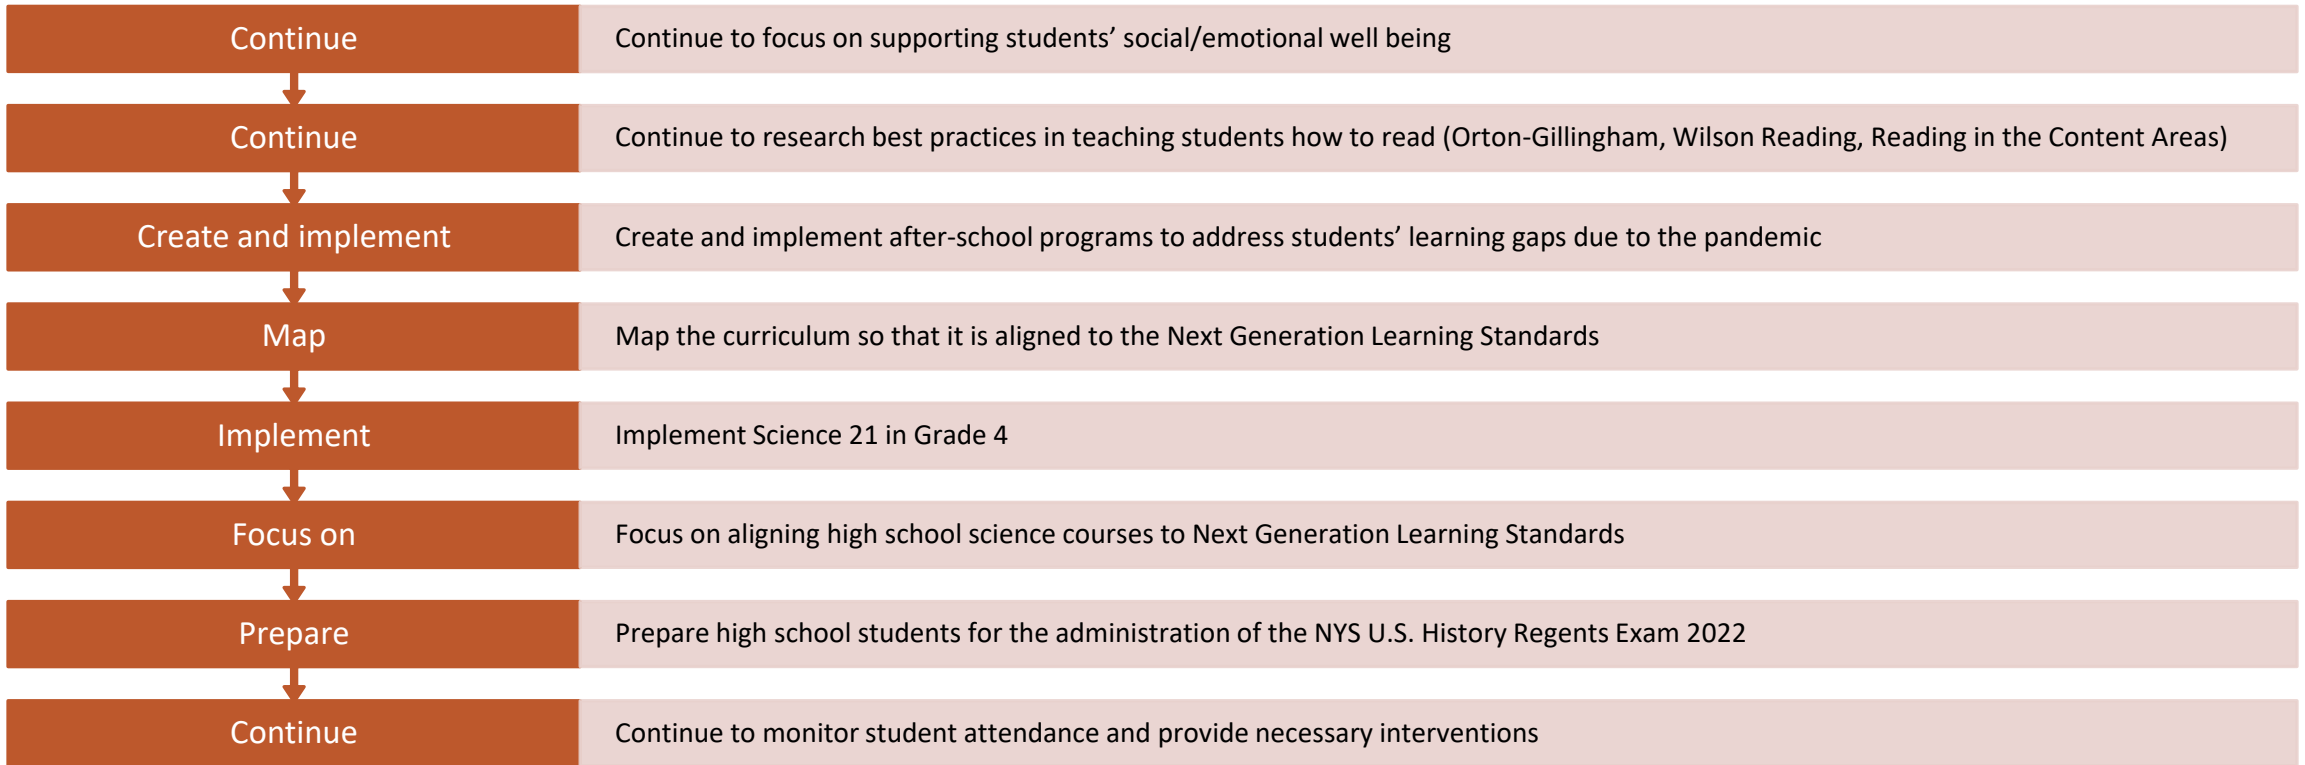 Continue
Continue to focus on supporting students’ social/emotional well being
Continue
Continue to research best practices in teaching students how to read (Orton-Gillingham, Wilson Reading, Reading in the Content Areas)
Create and implement
Create and implement after-school programs to address students’ learning gaps due to the pandemic
Map
Map the curriculum so that it is aligned to the Next Generation Learning Standards
Implement
Implement Science 21 in Grade 4
Focus on
Focus on aligning high school science courses to Next Generation Learning Standards
Prepare
Prepare high school students for the administration of the NYS U.S. History Regents Exam 2022
Continue
Continue to monitor student attendance and provide necessary interventions